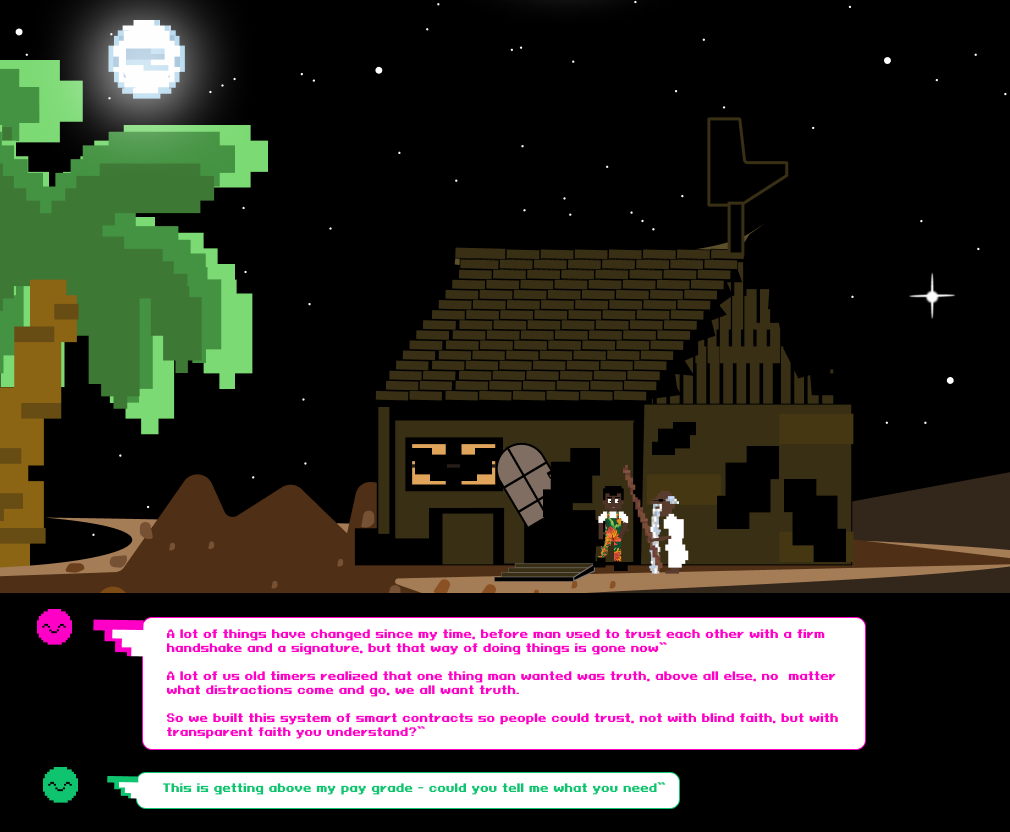 A lot of things have changed since my time, before man used to trust each other with a firm
handshake and a signature, but that way of doing things is gone now``
A lot of us old timers realized that one thing man wanted was truth, above all else, no  matter
what distractions come and go, we all want truth.
So we built this system of smart contracts so people could trust, not with blind faith, but with
transparent faith you understand?``
This is getting above my pay grade - could you tell me what you need``